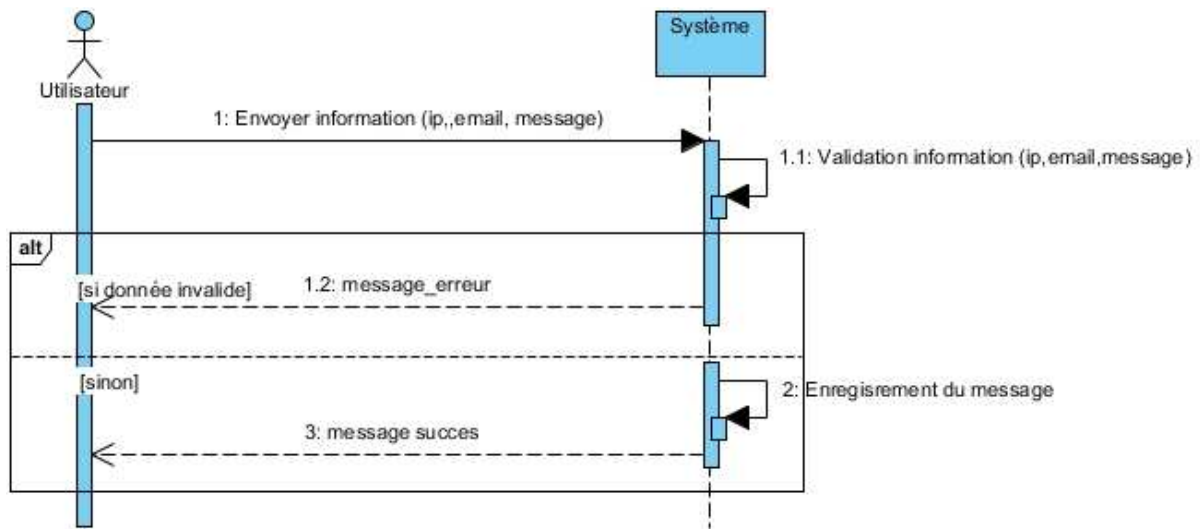 Système
Utilisateur
1: Envoyer information (ip,,email, message)
1.1: Validation information (ip,email,message)
alt
[si donnée invalide]
1.2: message_erreur
[sinon]
2: Enregisrement du message
3: message succes